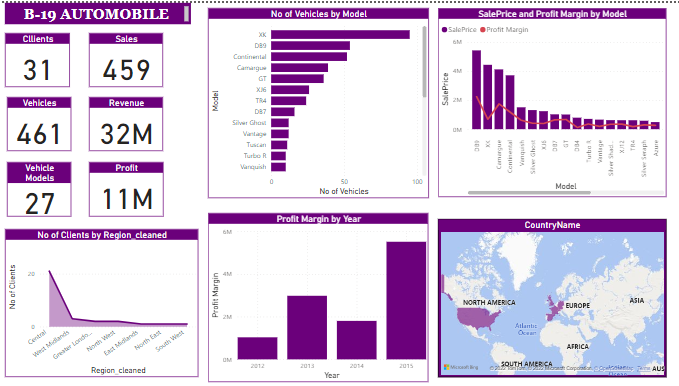 B-19 AUTOMOBILE
Cllients
31
Sales
459
Vehicles
461
Revenue
32M
Vehicle
Models
27
Profit
11M
No of Clients by Region_cleaned
No of Clients
20
0
Central
West Midlands
Greater Londo...
North West
East Midlands
North East
South West
Region_cleaned
No of Vehicles by Model
Model
XK
DB9
Continental
Camargue
GT
XJ6
TR4
DB7
Silver Ghost
Vantage
Tuscan
Turbo R
Vanquish
0
50
100
No of Vehicles
Profit Margin by Year
Profit Margin
6M
4M
2M
0M
2012
2013
2014
2015
Year
SalePrice and Profit Margin by Model
SalePrice
Profit Margin
SalePrice
6M
4M
2M
0M
DB9
XK
Camargue
Continental
Vanquish
Silver Ghost
XJ6
DB7
GT
DB4
Turbo R
Vantage
Silver Shad...
XJ12
TR4
Silver Seraph
Azure
Model
CountryName
NORTH AMERICA
EUROPE
ASIA
Atlantic
Ocean
AFRICA
SOUTH AMERICA
AUS
Microsoft Bing
Microsoft Corporation
Terms